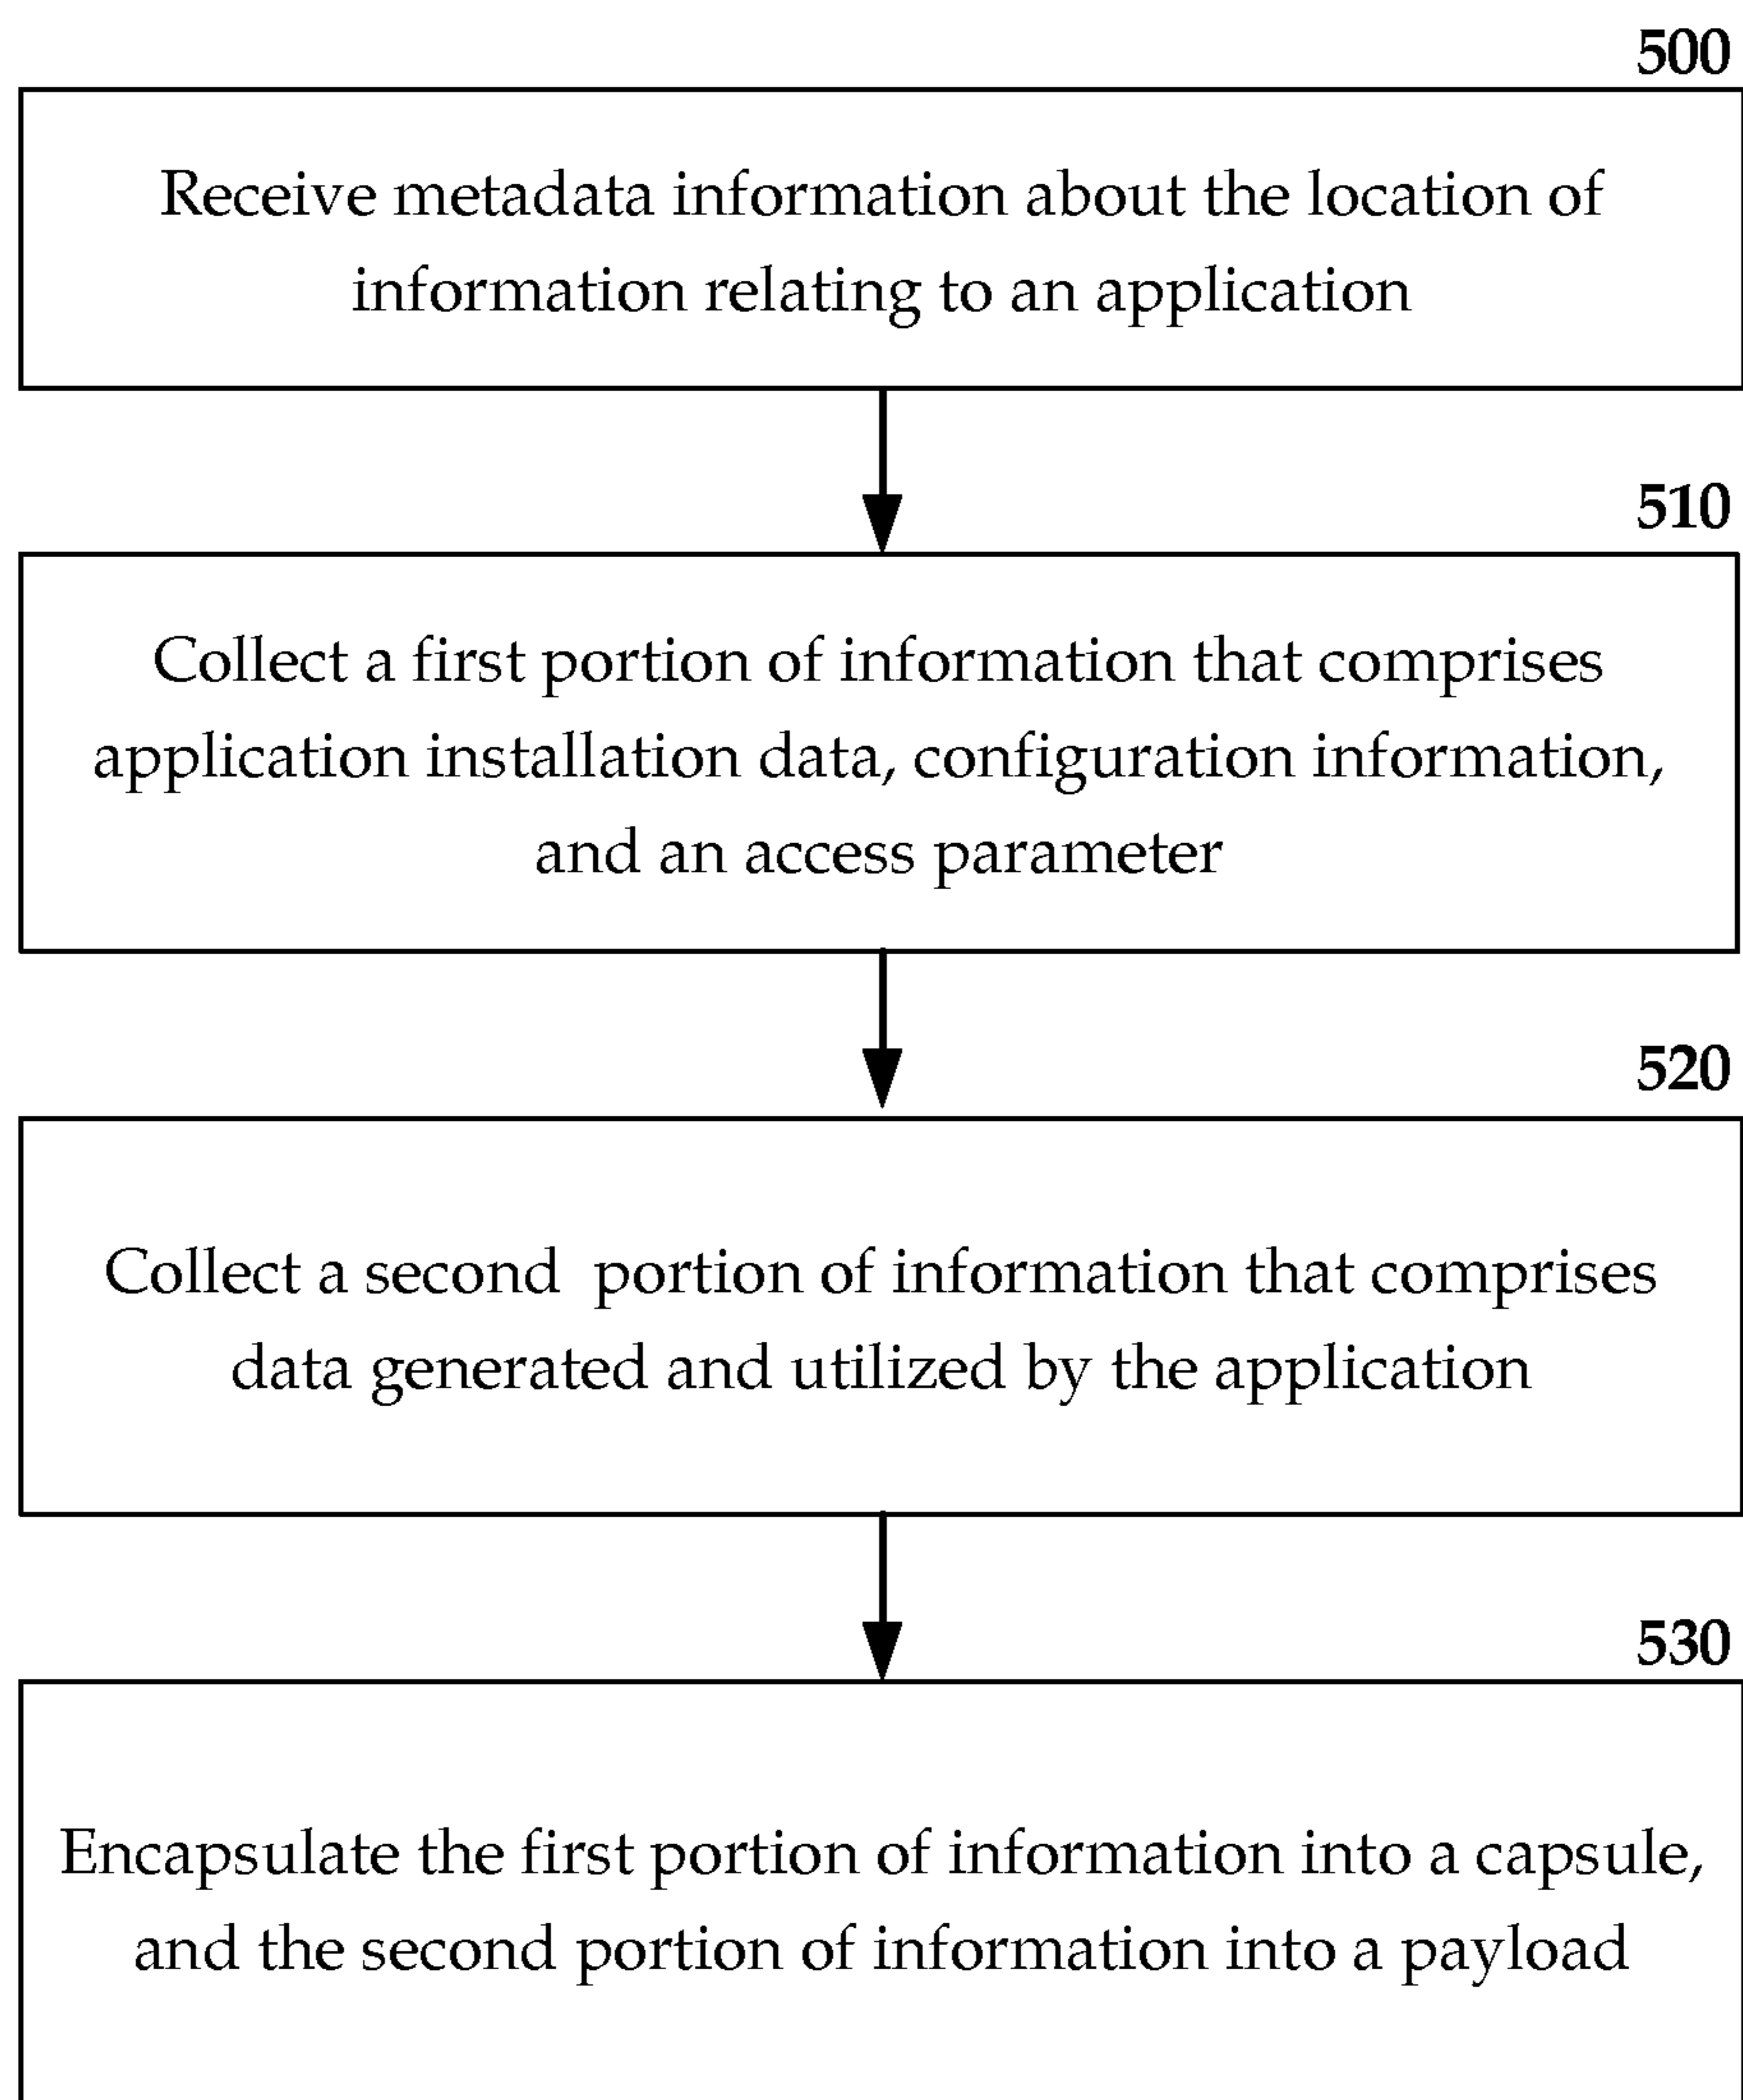 500
Receive metadata information about the location of
information relating to an application
510
Collect a first portion of information that comprises
application installation data, configuration information,
and an access parameter
520
Collect a second  portion of information that comprises
data generated and utilized by the application
530
Encapsulate the first portion of information into a capsule,
and the second portion of information into a payload